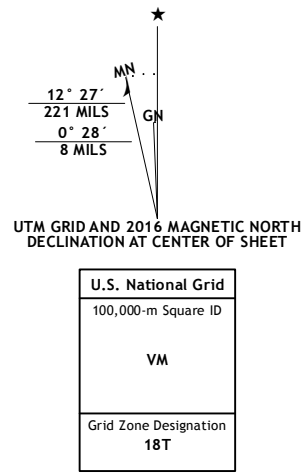 ★
MN
GN
12° 27´
221 MILS
0° 28´
8 MILS
UTM GRID AND 2016 MAGNETIC NORTH
DECLINATION AT CENTER OF SHEET
U.S. National Grid
100,000-m Square ID
VM
Grid Zone Designation
18T